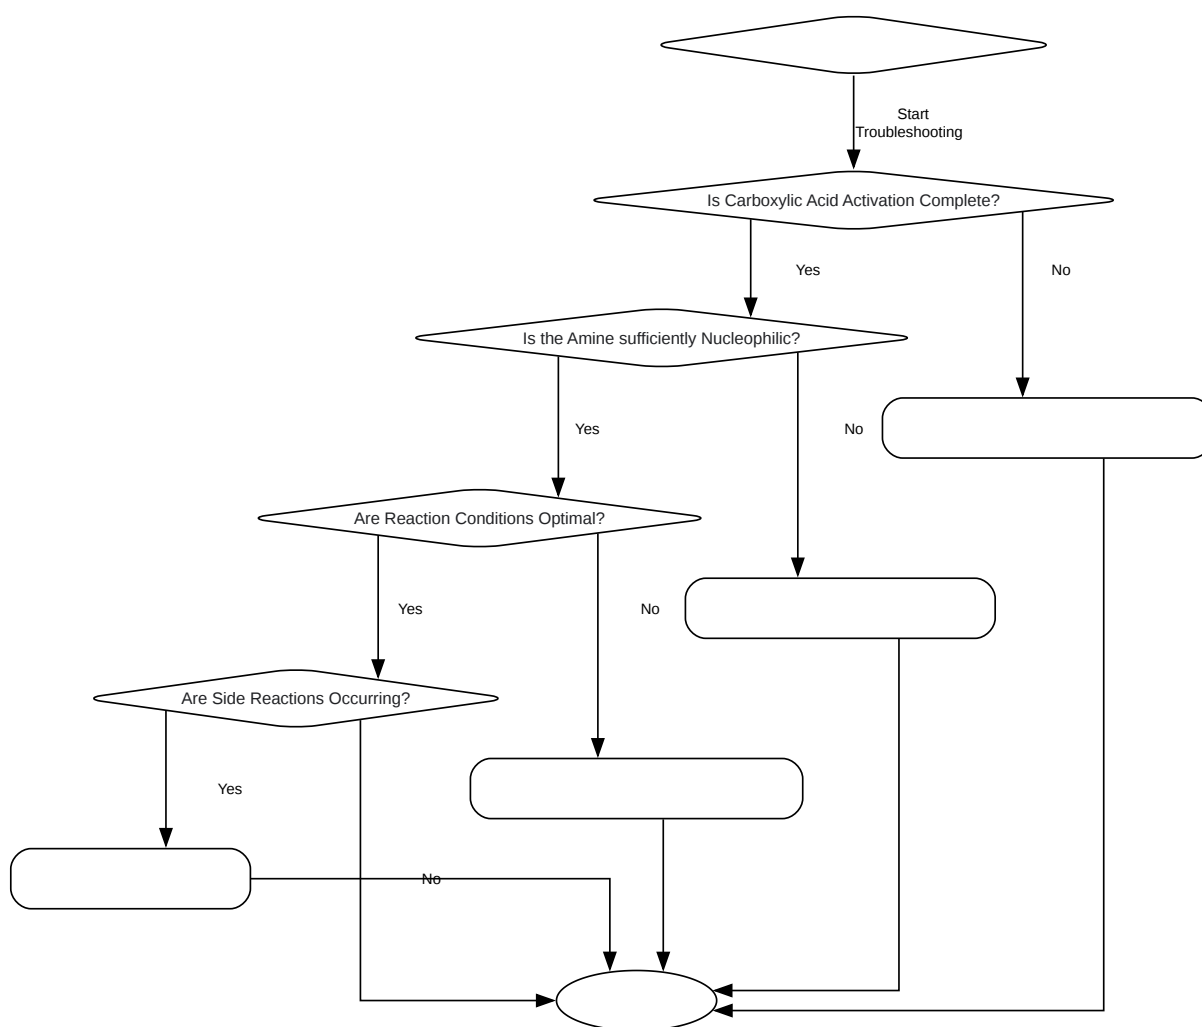 Start
Troubleshooting
Is Carboxylic Acid Activation Complete?
Yes
No
Is the Amine sufficiently Nucleophilic?
Yes
No
Are Reaction Conditions Optimal?
Yes
No
Are Side Reactions Occurring?
Yes
No